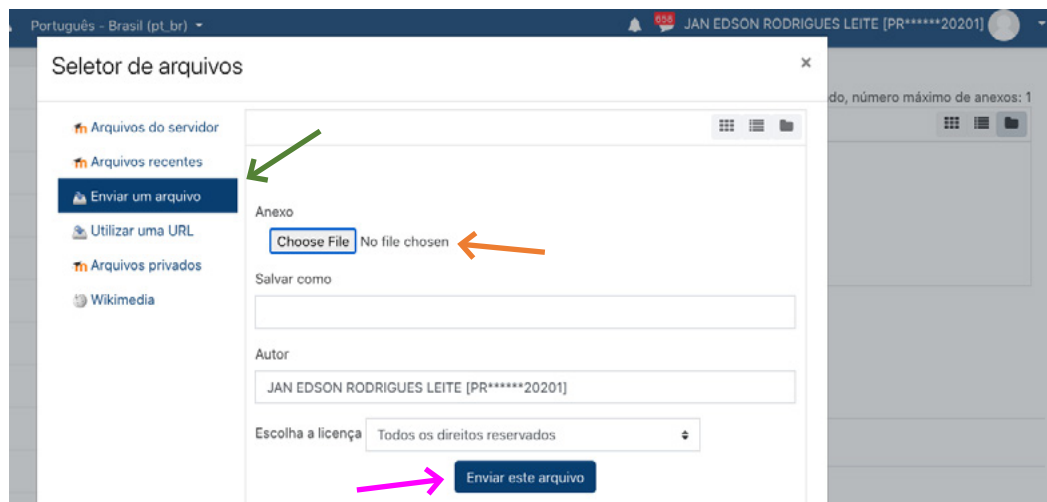 Português - Brasil (pt_br)
656
JAN EDSON RODRIGUES LEITE [PR******20201]
Seletor de arquivos
×
do, número máximo de anexos: 1
Arquivos do servidor
Arquivos recentes
Enviar um arquivo
Utilizar uma URL
Arquivos privados
Wikimedia
Anexo
Choose File No file chosen
Salvar como
Autor
JAN EDSON RODRIGUES LEITE [PR******20201]
Escolha a licença Todos os direitos reservados
Enviar este arquivo